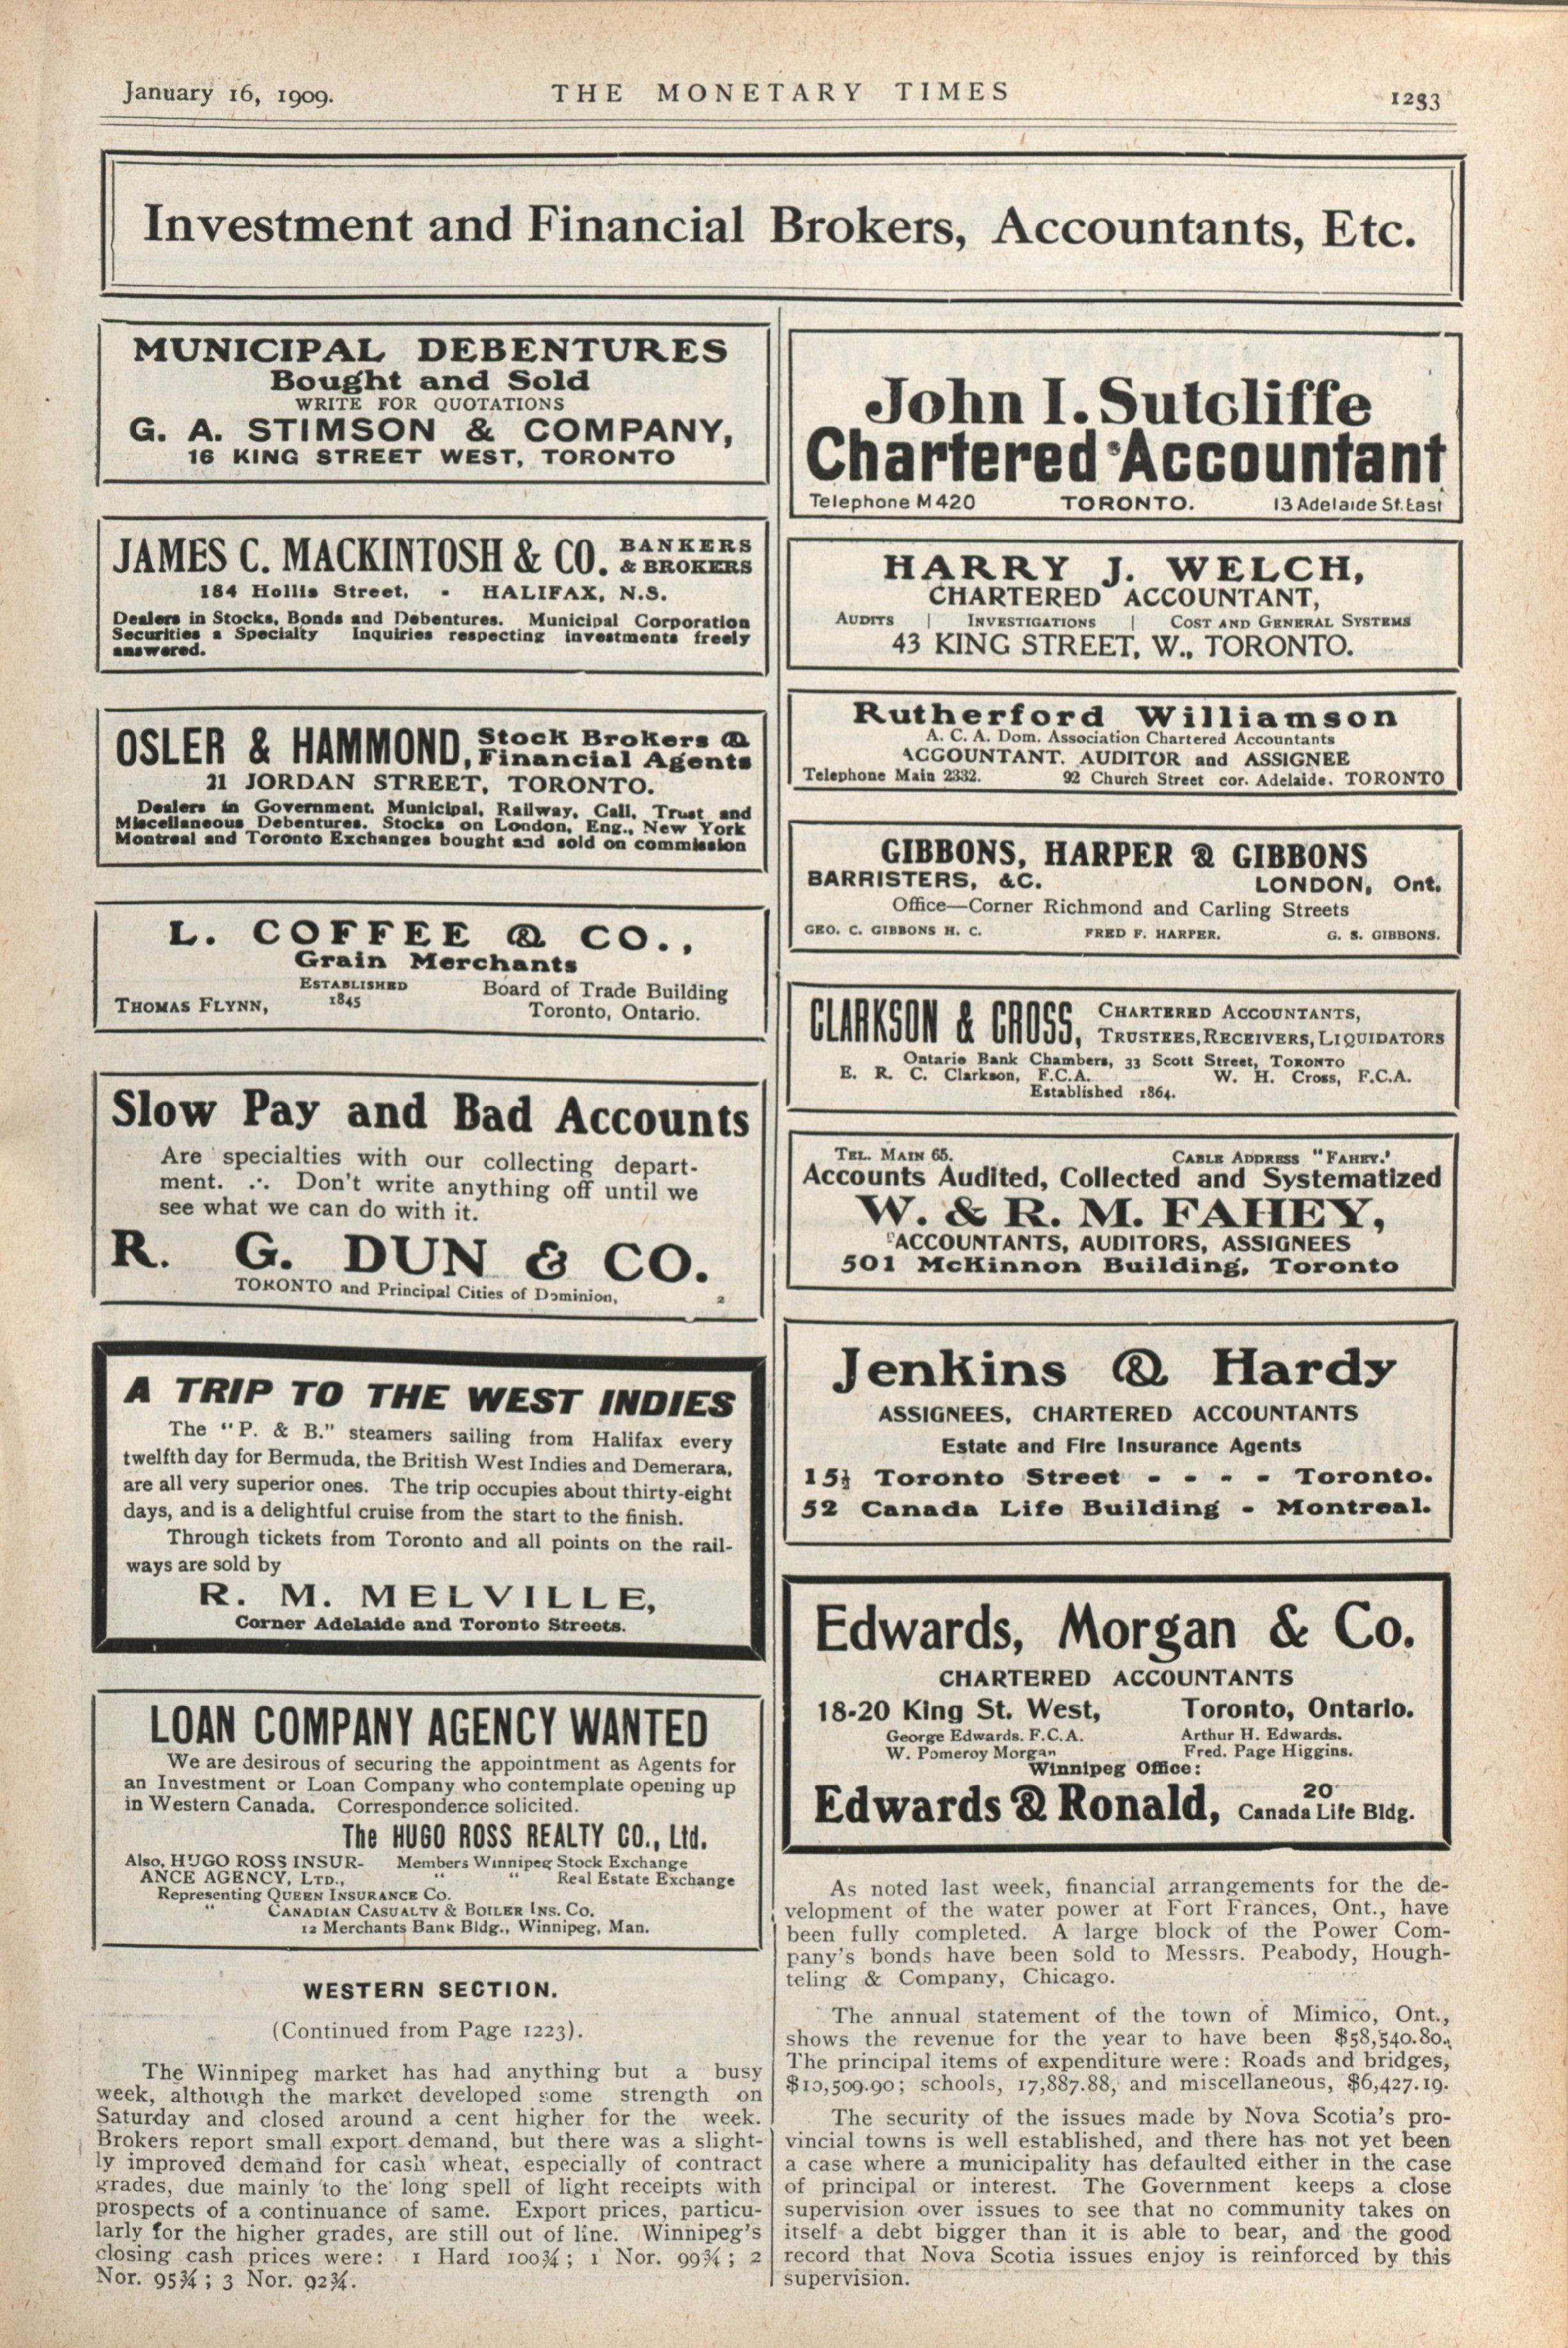 January 16, 1909.
THE MONETARY TIMES
1233
Investment and Financial Brokers, Accountants, Etc.
MUNICIPAL DEBENTURES
Bought and Sold
WRITE FOR QUOTATIONS
G. A. STIMSON & COMPANY,
16 KING STREET WEST, TORONTO
JAMES C. MACKINTOSH & CO. BANKERS
& BROKERS
184 Hollis Street, - HALIFAX, N.S.
Dealers in Stocks, Bonds and Debentures. Municipal Corporation
Securities a Specialty Inquiries respecting investments freely
answered.
OSLER & HAMMOND, Stock Brokers &
Financial Agents
21 JORDAN STREET, TORONTO.
Dealers in Government, Municipal, Railway, Call, Trust and
Miscellaneous Debentures. Stocks on London, Eng., New York
Montreal and Toronto Exchanges bought and sold on commission
L. COFFEE & CO.,
Grain Merchants
ESTABLISHED
1845
Board of Trade Building
THOMAS FLYNN,
Toronto, Ontario.
Slow Pay and Bad Accounts
Are specialties with our collecting depart-
ment. ∴ Don't write anything off until we
see what we can do with it.
R. G. DUN & CO.
TORONTO and Principal Cities of Dominion,
2
A TRIP TO THE WEST INDIES
The "P. & B." steamers sailing from Halifax every
twelfth day for Bermuda, the British West Indies and Demerara,
are all very superior ones. The trip occupies about thirty-eight
days, and is a delightful cruise from the start to the finish.
Through tickets from Toronto and all points on the rail-
ways are sold by
R. M. MELVILLE,
Corner Adelaide and Toronto Streets.
LOAN COMPANY AGENCY WANTED
We are desirous of securing the appointment as Agents for
an Investment or Loan Company who contemplate opening up
in Western Canada. Correspondence solicited.
The HUGO ROSS REALTY CO., Ltd.
Also, HUGO ROSS INSUR- Members Winnipeg Stock Exchange
ANCE AGENCY, LTD., " " Real Estate Exchange
Representing QUEEN INSURANCE CO.
" CANADIAN CASUALTY & BOILER INS. CO.
12 Merchants Bank Bldg., Winnipeg, Man.
WESTERN SECTION.
(Continued from Page 1223).
The Winnipeg market has had anything but a busy
week, although the market developed some strength on
Saturday and closed around a cent higher for the week.
Brokers report small export demand, but there was a slight-
ly improved demand for cash wheat, especially of contract
grades, due mainly to the long spell of light receipts with
prospects of a continuance of same. Export prices, particu-
larly for the higher grades, are still out of line. Winnipeg's
closing cash prices were: 1 Hard 100¾; 1 Nor. 99¾; 2
Nor. 95¾; 3 Nor. 92¾.
John I. Sutcliffe
Chartered Accountant
Telephone M 420 TORONTO. 13 Adelaide St. East
HARRY J. WELCH,
CHARTERED ACCOUNTANT,
AUDITS | INVESTIGATIONS | COST AND GENERAL SYSTEMS
43 KING STREET, W., TORONTO.
Rutherford Williamson
A. C. A. Dom. Association Chartered Accountants
ACCOUNTANT. AUDITOR and ASSIGNEE
Telephone Main 2332. 92 Church Street cor. Adelaide. TORONTO
GIBBONS, HARPER & GIBBONS
BARRISTERS, &C. LONDON, Ont.
Office—Corner Richmond and Carling Streets
GEO. C. GIBBONS H. C. FRED F. HARPER. G. S. GIBBONS.
CLARKSON & CROSS, CHARTERED ACCOUNTANTS,
TRUSTEES, RECEIVERS, LIQUIDATORS
Ontario Bank Chambers, 33 Scott Street, TORONTO
E. R. C. Clarkson, F.C.A. W. H. Cross, F.C.A.
Established 1864.
TEL. MAIN 65. CABLE ADDRESS "FAHEY."
Accounts Audited, Collected and Systematized
W. & R. M. FAHEY,
ACCOUNTANTS, AUDITORS, ASSIGNEES
501 McKinnon Building, Toronto
Jenkins & Hardy
ASSIGNEES, CHARTERED ACCOUNTANTS
Estate and Fire Insurance Agents
15½ Toronto Street - - - - Toronto.
52 Canada Life Building - Montreal.
Edwards, Morgan & Co.
CHARTERED ACCOUNTANTS
18-20 King St. West, Toronto, Ontario.
George Edwards. F.C.A. Arthur H. Edwards.
W. Pomeroy Morgan Fred. Page Higgins.
Winnipeg Office:
Edwards & Ronald, 20 Canada Life Bldg.
As noted last week, financial arrangements for the de-
velopment of the water power at Fort Frances, Ont., have
been fully completed. A large block of the Power Com-
pany's bonds have been sold to Messrs. Peabody, Hough-
teling & Company, Chicago.
The annual statement of the town of Mimico, Ont.,
shows the revenue for the year to have been $58,540.80.
The principal items of expenditure were: Roads and bridges,
$10,509.90; schools, 17,887.88, and miscellaneous, $6,427.19.
The security of the issues made by Nova Scotia's pro-
vincial towns is well established, and there has not yet been
a case where a municipality has defaulted either in the case
of principal or interest. The Government keeps a close
supervision over issues to see that no community takes on
itself a debt bigger than it is able to bear, and the good
record that Nova Scotia issues enjoy is reinforced by this
supervision.